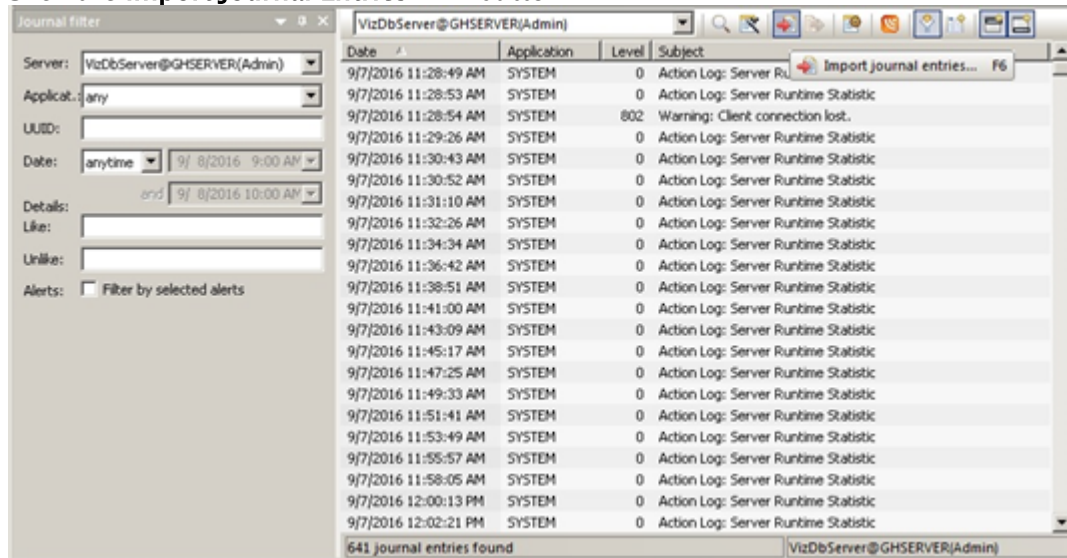 Journal filter
VizDbServer@GHSERVER(Admin)
Server: VizDbServer@GHSERVER(Admin)
Applicat.: any
UUID:
Date: anytime 9/ 8/2016 9:00 AM
and 9/ 8/2016 10:00 AM
Details:
Like:
Unlike:
Alerts: Filter by selected alerts
Date Application Level Subject
Import journal entries... F6
9/7/2016 11:28:49 AM SYSTEM 0 Action Log: Server Ru
9/7/2016 11:28:53 AM SYSTEM 0 Action Log: Server Runtime Statistic
9/7/2016 11:28:54 AM SYSTEM 802 Warning: Client connection lost.
9/7/2016 11:29:26 AM SYSTEM 0 Action Log: Server Runtime Statistic
9/7/2016 11:30:43 AM SYSTEM 0 Action Log: Server Runtime Statistic
9/7/2016 11:30:52 AM SYSTEM 0 Action Log: Server Runtime Statistic
9/7/2016 11:31:10 AM SYSTEM 0 Action Log: Server Runtime Statistic
9/7/2016 11:32:26 AM SYSTEM 0 Action Log: Server Runtime Statistic
9/7/2016 11:34:34 AM SYSTEM 0 Action Log: Server Runtime Statistic
9/7/2016 11:36:42 AM SYSTEM 0 Action Log: Server Runtime Statistic
9/7/2016 11:38:51 AM SYSTEM 0 Action Log: Server Runtime Statistic
9/7/2016 11:41:00 AM SYSTEM 0 Action Log: Server Runtime Statistic
9/7/2016 11:43:09 AM SYSTEM 0 Action Log: Server Runtime Statistic
9/7/2016 11:45:17 AM SYSTEM 0 Action Log: Server Runtime Statistic
9/7/2016 11:47:25 AM SYSTEM 0 Action Log: Server Runtime Statistic
9/7/2016 11:49:33 AM SYSTEM 0 Action Log: Server Runtime Statistic
9/7/2016 11:51:41 AM SYSTEM 0 Action Log: Server Runtime Statistic
9/7/2016 11:53:49 AM SYSTEM 0 Action Log: Server Runtime Statistic
9/7/2016 11:55:57 AM SYSTEM 0 Action Log: Server Runtime Statistic
9/7/2016 11:58:05 AM SYSTEM 0 Action Log: Server Runtime Statistic
9/7/2016 12:00:13 PM SYSTEM 0 Action Log: Server Runtime Statistic
9/7/2016 12:02:21 PM SYSTEM 0 Action Log: Server Runtime Statistic
641 journal entries found VizDbServer@GHSERVER(Admin)